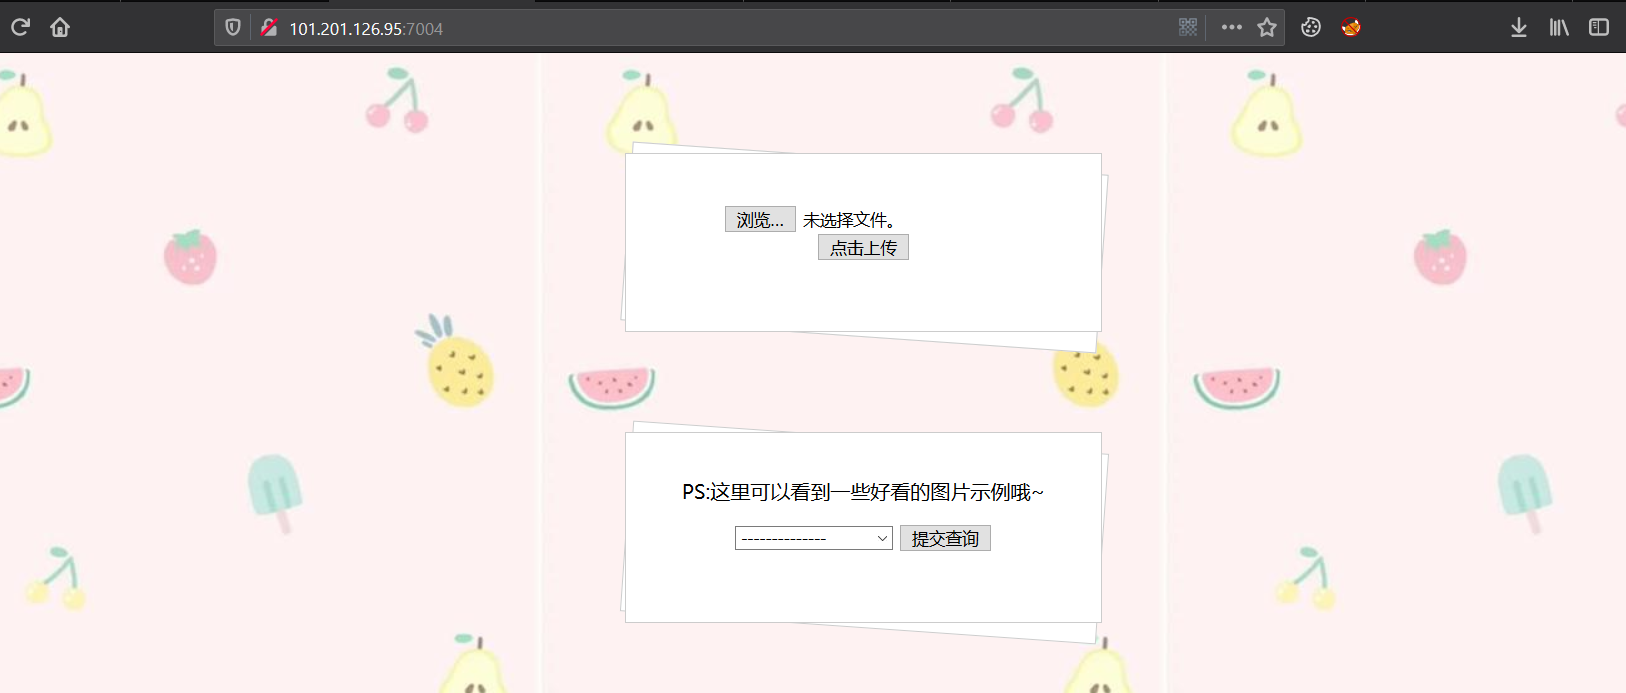 101.201.126.95:7004
浏览... 未选择文件。
点击上传
PS:这里可以看到一些好看的图片示例哦~
-------------- 提交查询